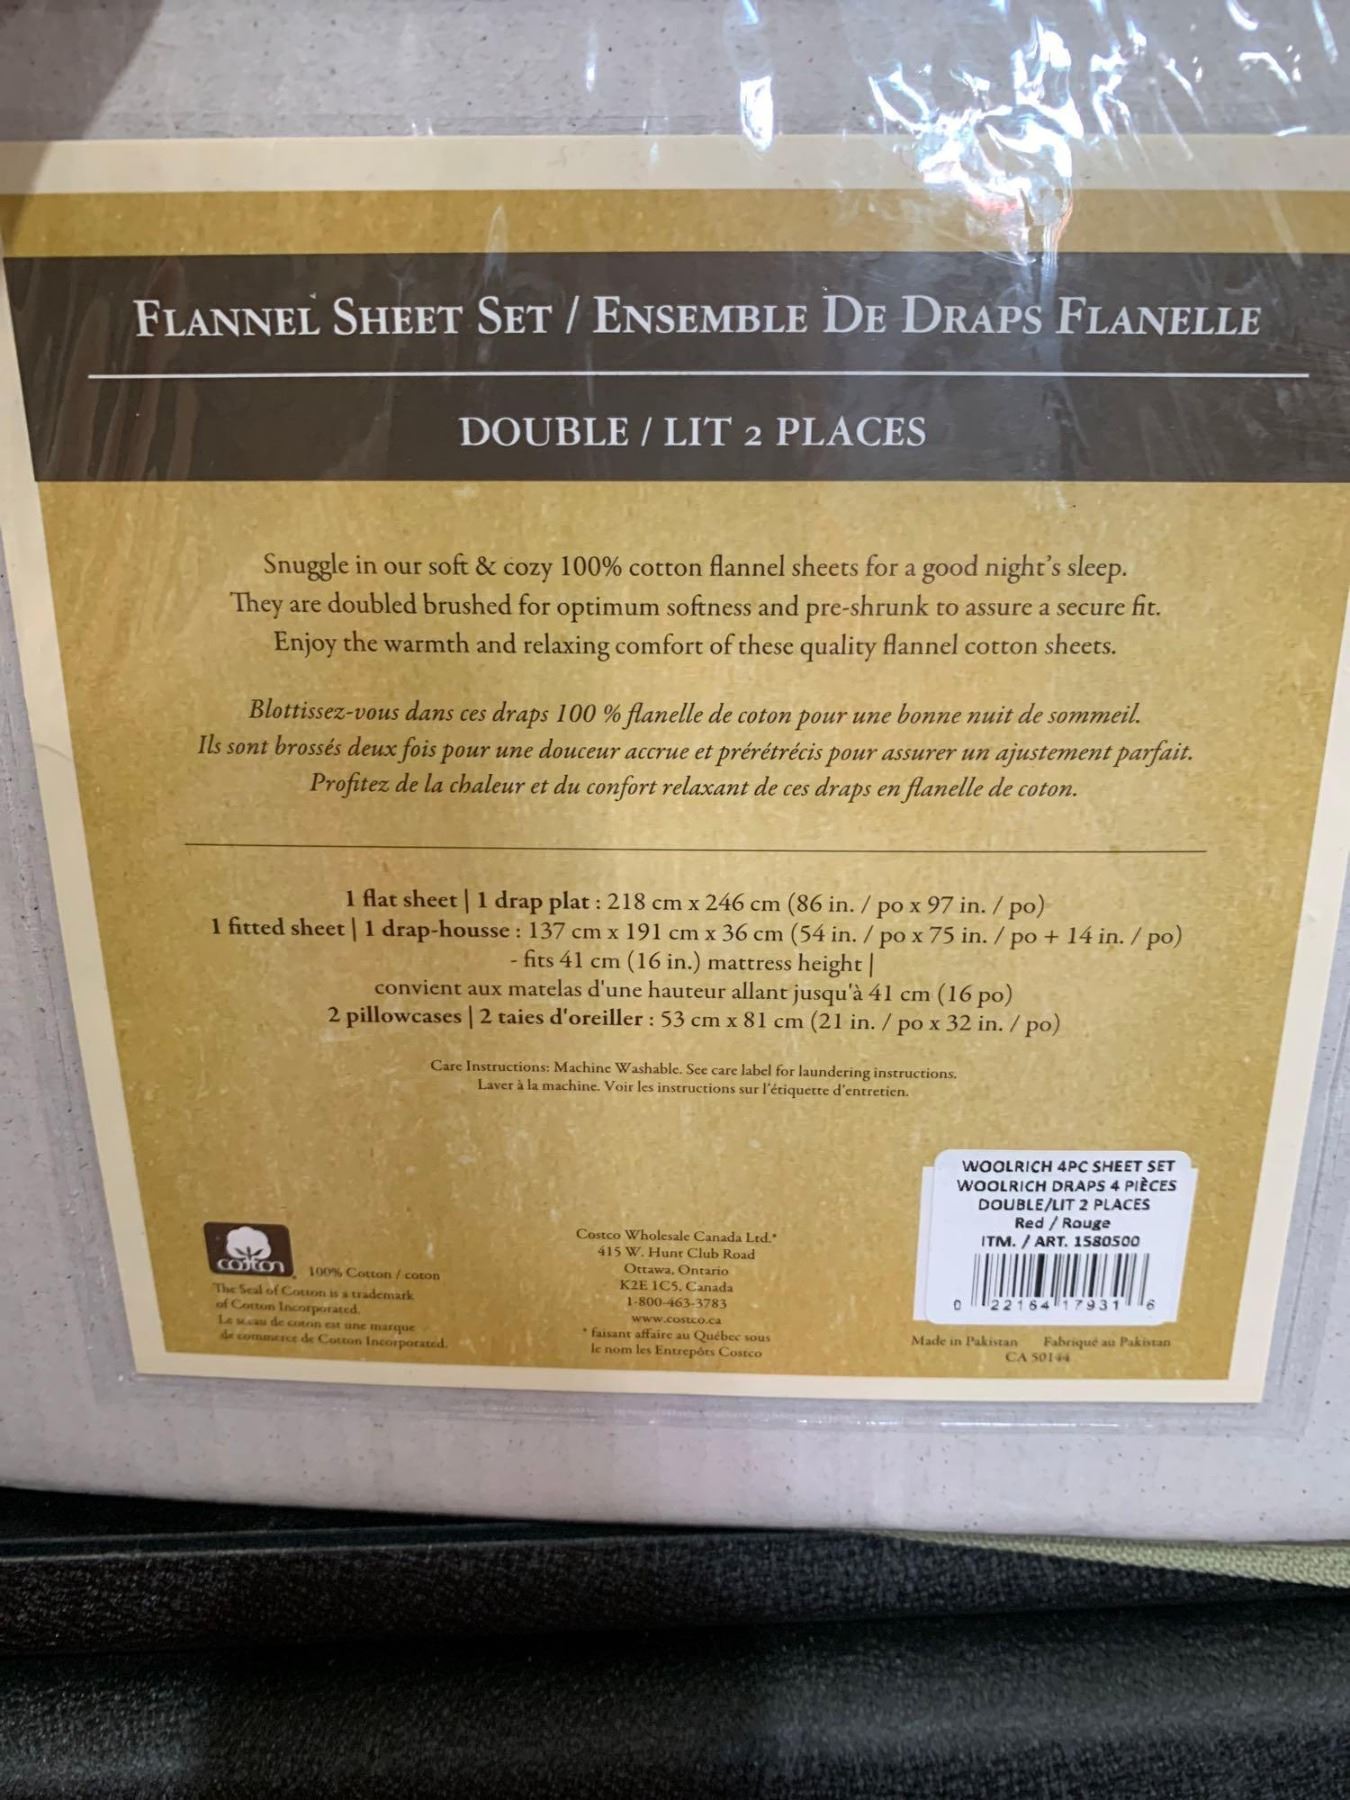 FLANNEL SHEET SET / ENSEMBLE DE DRAPS FLANELLE
DOUBLE / LIT 2 PLACES
Snuggle in our soft & cozy 100% cotton flannel sheets for a good night's sleep.
They are doubled brushed for optimum softness and pre-shrunk to assure a secure fit.
Enjoy the warmth and relaxing comfort of these quality flannel cotton sheets.
Blottissez-vous dans ces draps 100 % flanelle de coton pour une bonne nuit de sommeil.
Ils sont brossés deux fois pour une douceur accrue et prérétrécis pour assurer un ajustement parfait.
Profitez de la chaleur et du confort relaxant de ces draps en flanelle de coton.
1 flat sheet | 1 drap plat : 218 cm x 246 cm (86 in. / po x 97 in. / po)
1 fitted sheet | 1 drap-housse : 137 cm x 191 cm x 36 cm (54 in. / po x 75 in. / po + 14 in. / po)
- fits 41 cm (16 in.) mattress height |
convient aux matelas d'une hauteur allant jusqu'à 41 cm (16 po)
2 pillowcases | 2 taies d'oreiller : 53 cm x 81 cm (21 in. / po x 32 in. / po)
Care Instructions: Machine Washable. See care label for laundering instructions.
Laver à la machine. Voir les instructions sur l'étiquette d'entretien.
cotton
100% Cotton / coton
The Seal of Cotton is a trademark
of Cotton Incorporated.
Le sceau de coton est une marque
de commerce de Cotton Incorporated.
Costco Wholesale Canada Ltd.*
415 W. Hunt Club Road
Ottawa, Ontario
K2E 1C5, Canada
1-800-463-3783
www.costco.ca
* faisant affaire au Québec sous
le nom les Entrepôts Costco
WOOLRICH 4PC SHEET SET
WOOLRICH DRAPS 4 PIÈCES
DOUBLE/LIT 2 PLACES
Red / Rouge
ITM. / ART. 1580500
0 22164 17931 6
Made in Pakistan Fabriqué au Pakistan
CA 50144